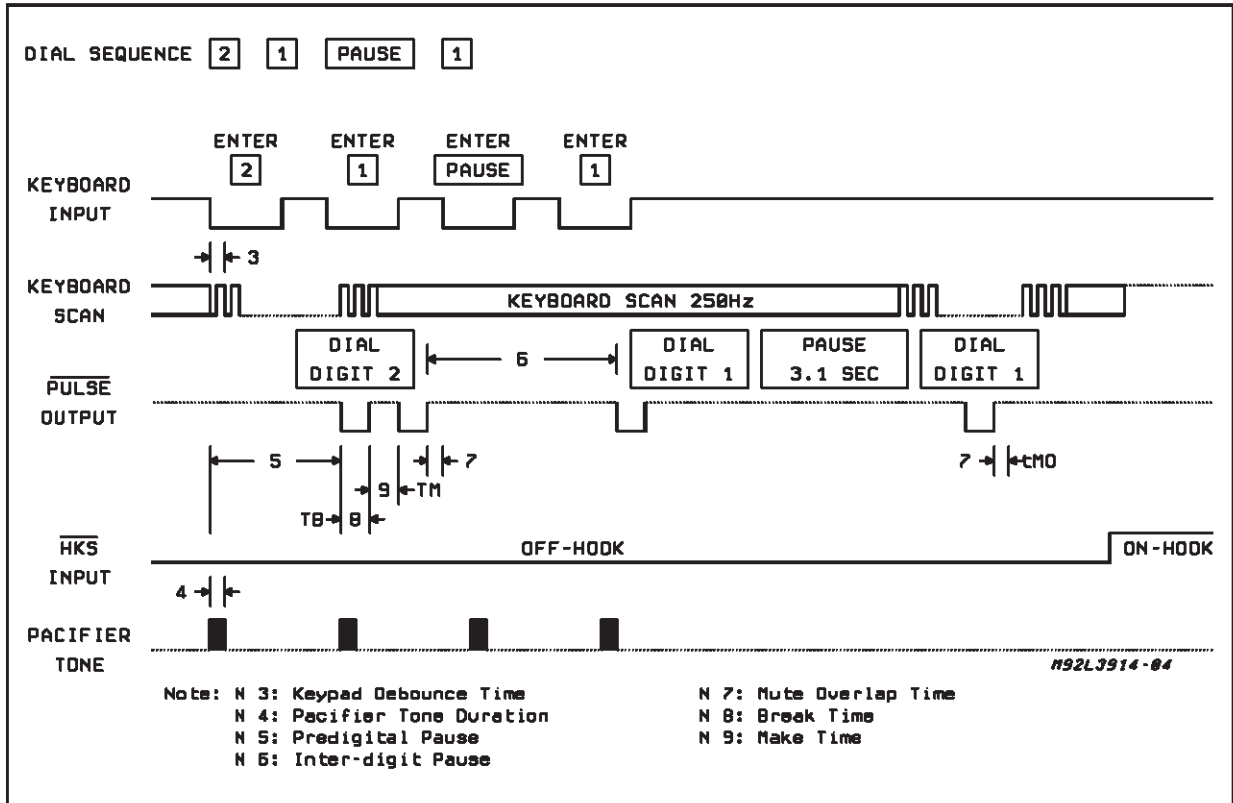 DIAL SEQUENCE 2 1 PAUSE 1
ENTER ENTER ENTER ENTER
2 1 PAUSE 1
KEYBOARD
INPUT
3
KEYBOARD
SCAN
KEYBOARD SCAN 250Hz
DIAL
DIGIT 2
6
DIAL
DIGIT 1
PAUSE
3.1 SEC
DIAL
DIGIT 1
PULSE
OUTPUT
5
7
7 tMO
9 TM
TB 8
HKS
INPUT
OFF-HOOK
ON-HOOK
4
PACIFIER
TONE
M92L3914-04
Note: N 3: Keypad Debounce Time
N 4: Pacifier Tone Duration
N 5: Predigital Pause
N 6: Inter-digit Pause
N 7: Mute Overlap Time
N 8: Break Time
N 9: Make Time